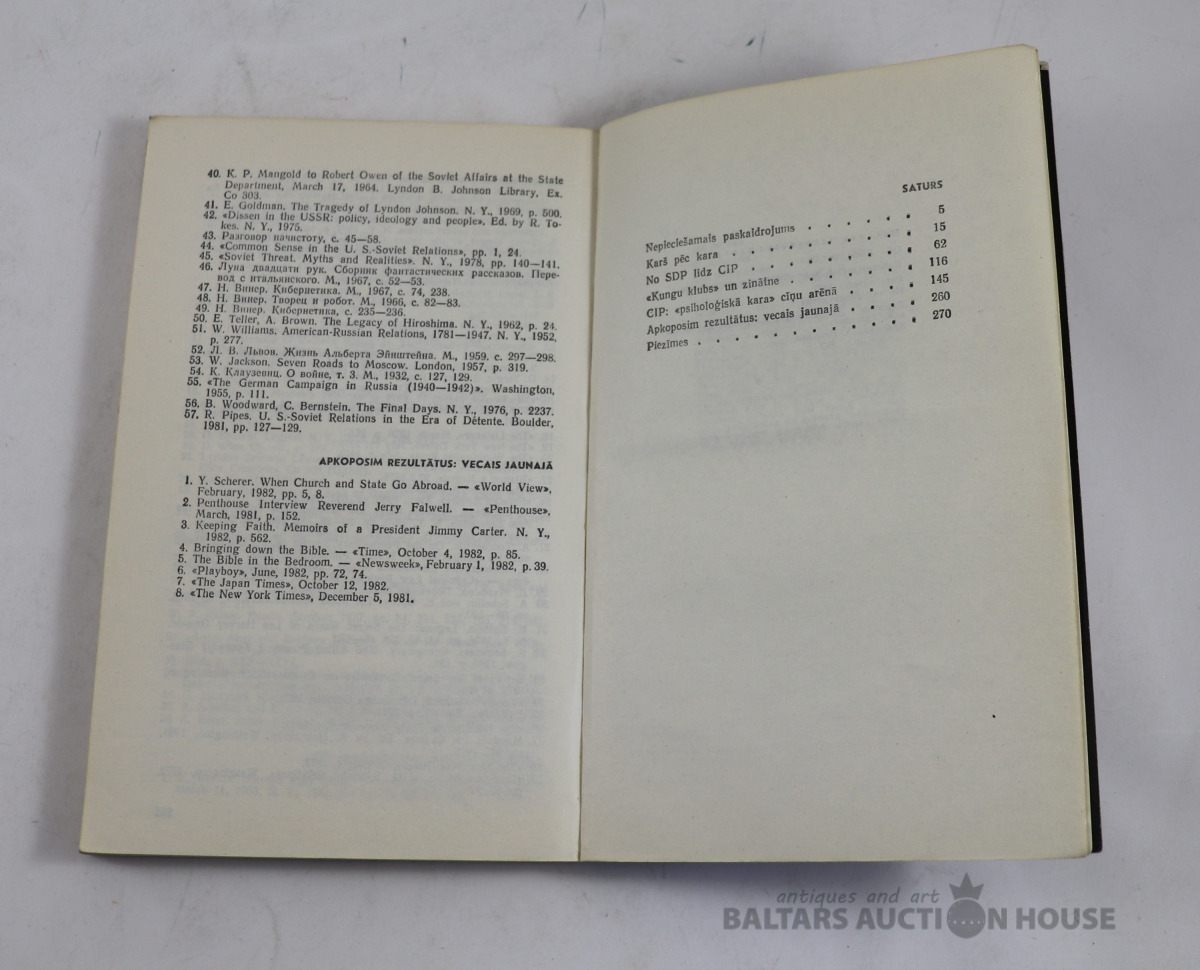 40. K. P. Mangold to Robert Owen of the Soviet Affairs at the State
Department, March 17, 1964. Lyndon B. Johnson Library, Ex.
Co 303.
41. E. Goldman. The Tragedy of Lyndon Johnson. N. Y., 1969, p. 500.
42. «Dissen in the USSR: policy, ideology and people». Ed. by R. To-
kes. N. Y., 1975.
43. Разговор начистоту, с. 45—58.
44. «Common Sense in the U. S.-Soviet Relations», pp. 1, 24.
45. «Soviet Threat. Myths and Realities». N. Y., 1978, pp. 140—141.
46. Луна двадцати рук. Сборник фантастических рассказов. Пере-
вод с итальянского. М., 1967, с. 52—53.
47. Н. Винер. Кибернетика. М., 1967, с. 74, 238.
48. Н. Винер. Творец и робот. М., 1966, с. 82—83.
49. Н. Винер. Кибернетика, с. 235—236.
50. E. Teller, A. Brown. The Legacy of Hiroshima. N. Y., 1962, p. 24.
51. W. Williams. American-Russian Relations, 1781—1947. N. Y., 1952,
p. 277.
52. Л. В. Львов. Жизнь Альберта Эйнштейна. М., 1959. с. 297—298.
53. W. Jackson. Seven Roads to Moscow. London, 1957, p. 319.
54. К. Клаузевиц. О войне, т. 3. М., 1932, с. 127, 129.
55. «The German Campaign in Russia (1940—1942)». Washington,
1955, p. 111.
56. B. Woodward, C. Bernstein. The Final Days. N. Y., 1976, p. 2237.
57. R. Pipes. U. S.-Soviet Relations in the Era of Détente. Boulder,
1981, pp. 127—129.
APKOPOSIM REZULTĀTUS: VECAIS JAUNAJĀ
1. Y. Scherer. When Church and State Go Abroad. — «World View»,
February, 1982, pp. 5, 8.
2. Penthouse Interview Reverend Jerry Falwell. — «Penthouse»,
March, 1981, p. 152.
3. Keeping Faith. Memoirs of a President Jimmy Carter. N. Y.,
1982, p. 562.
4. Bringing down the Bible. — «Time», October 4, 1982, p. 85.
5. The Bible in the Bedroom. — «Newsweek», February 1, 1982, p. 39.
6. «Playboy», June, 1982, pp. 72, 74.
7. «The Japan Times», October 12, 1982.
8. «The New York Times», December 5, 1981.
SATURS
Nepieciešamais paskaidrojums . . . . . . 5
Karš pēc kara . . . . . . . . 15
No SDP līdz CIP . . . . . . . 62
«Kungu klubs» un zinātne . . . . . . 116
CIP: «psiholoģiskā kara» cīņu arēnā . . . . 145
Apkoposim rezultātus: vecais jaunajā . . . . 260
Piezīmes . . . . . . . . . . 270
antiques and art
BALTARS AUCTION HOUSE